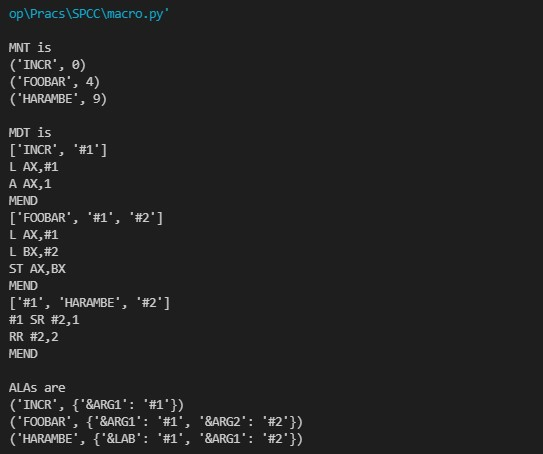 op\Pracs\SPCC\macro.py'
MNT is
('INCR', 0)
('FOOBAR', 4)
('HARAMBE', 9)
MDT is
['INCR', '#1']
L AX,#1
A AX,1
MEND
['FOOBAR', '#1', '#2']
L AX,#1
L BX,#2
ST AX,BX
MEND
['#1', 'HARAMBE', '#2']
#1 SR #2,1
RR #2,2
MEND
ALAs are
('INCR', {'&ARG1': '#1'})
('FOOBAR', {'&ARG1': '#1', '&ARG2': '#2'})
('HARAMBE', {'&LAB': '#1', '&ARG1': '#2'})